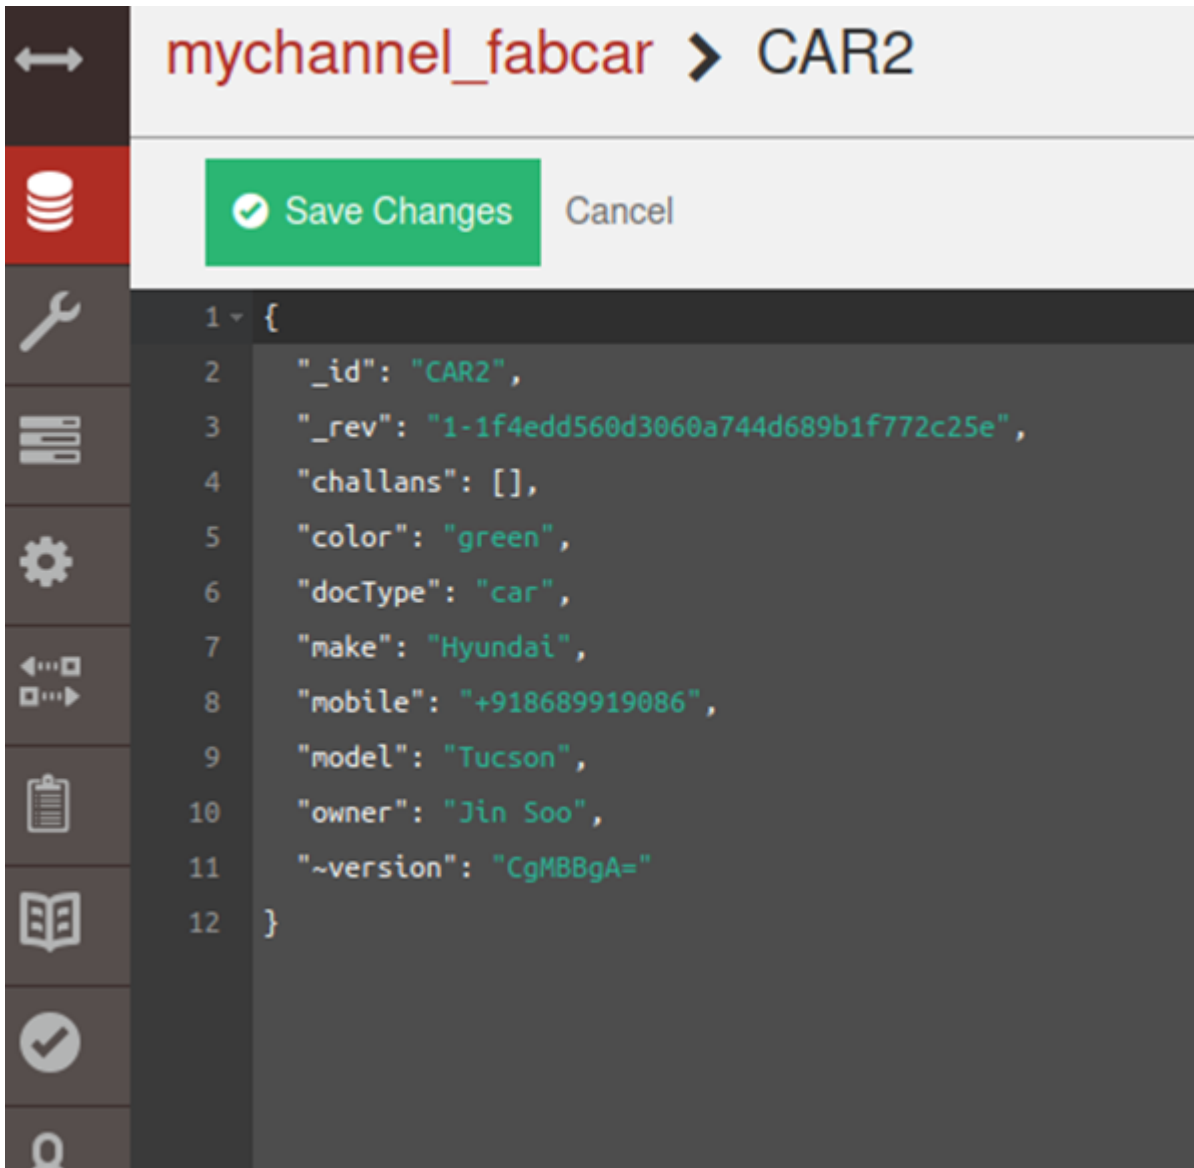 mychannel_fabcar > CAR2
Save Changes Cancel
1 {
2 "_id": "CAR2",
3 "_rev": "1-1f4edd560d3060a744d689b1f772c25e",
4 "challans": [],
5 "color": "green",
6 "docType": "car",
7 "make": "Hyundai",
8 "mobile": "+918689919086",
9 "model": "Tucson",
10 "owner": "Jin Soo",
11 "~version": "CgMBBgA="
12 }